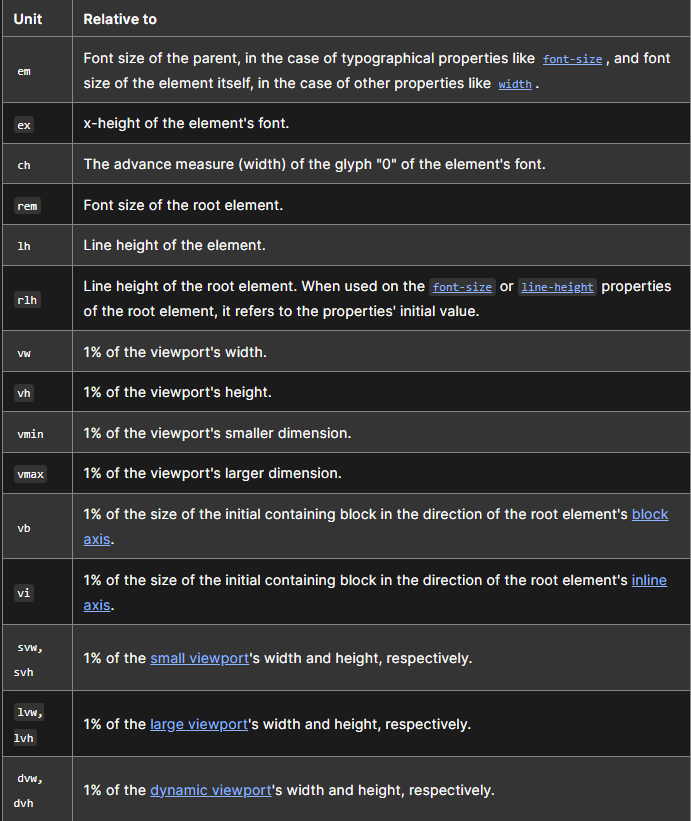 Unit Relative to
em Font size of the parent, in the case of typographical properties like font-size , and font
size of the element itself, in the case of other properties like width .
ex x-height of the element's font.
ch The advance measure (width) of the glyph "0" of the element's font.
rem Font size of the root element.
lh Line height of the element.
rlh Line height of the root element. When used on the font-size or line-height properties
of the root element, it refers to the properties' initial value.
vw 1% of the viewport's width.
vh 1% of the viewport's height.
vmin 1% of the viewport's smaller dimension.
vmax 1% of the viewport's larger dimension.
vb 1% of the size of the initial containing block in the direction of the root element's block
axis.
vi 1% of the size of the initial containing block in the direction of the root element's inline
axis.
svw,
svh 1% of the small viewport's width and height, respectively.
lvw,
lvh 1% of the large viewport's width and height, respectively.
dvw,
dvh 1% of the dynamic viewport's width and height, respectively.